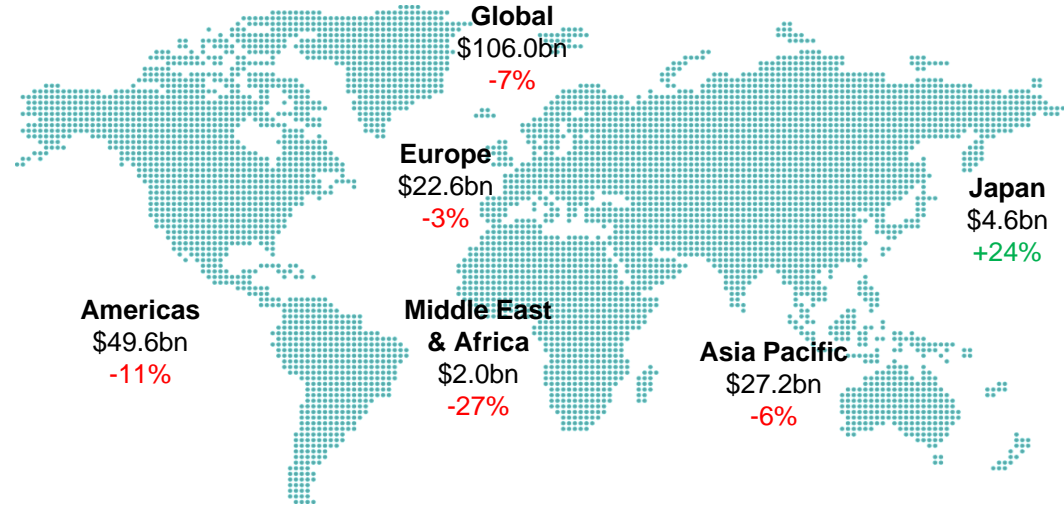 Global
$106.0bn
-7%
Europe
$22.6bn
-3%
Japan
$4.6bn
+24%
Americas
$49.6bn
-11%
Middle East
& Africa
$2.0bn
-27%
Asia Pacific
$27.2bn
-6%